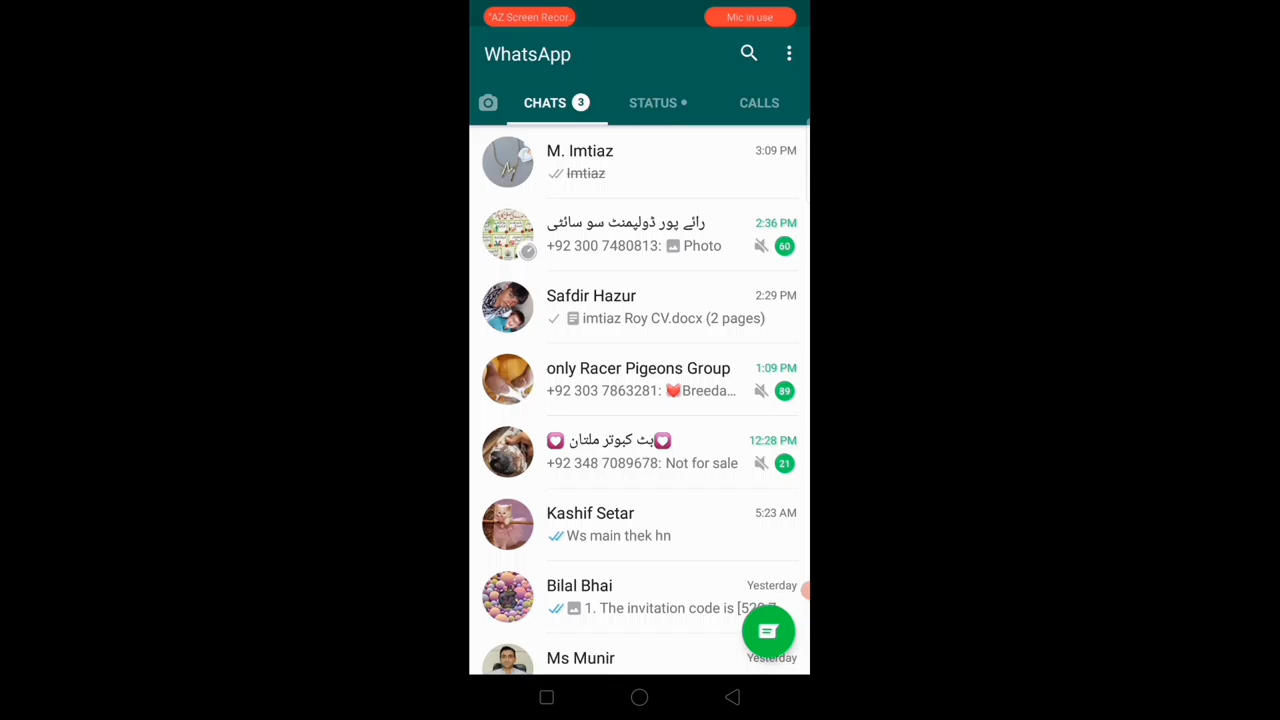 "AZ Screen Recor..
Mic in use
WhatsApp
CHATS 3
STATUS
CALLS
M. Imtiaz
3:09 PM
Imtiaz
رائے پور ڈولپمنٹ سو سائٹی
2:36 PM
+92 300 7480813: Photo
60
Safdir Hazur
2:29 PM
imtiaz Roy CV.docx (2 pages)
only Racer Pigeons Group
1:09 PM
+92 303 7863281: ❤️Breeda...
89
💟بٹ کبوتر ملتان 💟
12:28 PM
+92 348 7089678: Not for sale
21
Kashif Setar
5:23 AM
Ws main thek hn
Bilal Bhai
Yesterday
1. The invitation code is
Ms Munir
Yesterday